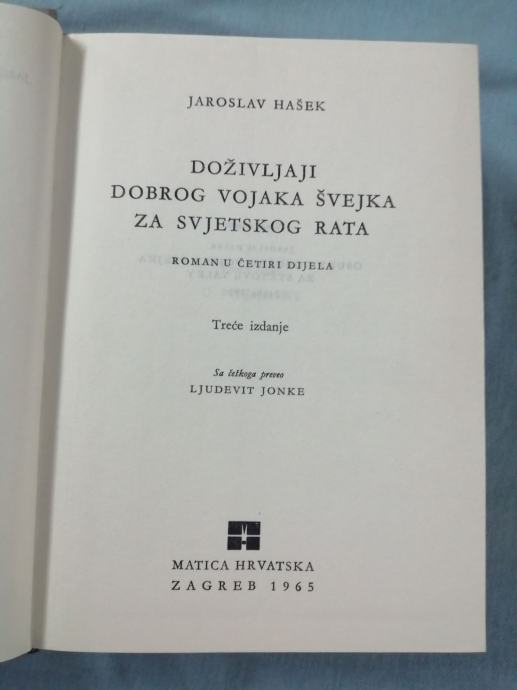 JAROSLAV HAŠEK
DOŽIVLJAJI
DOBROG VOJAKA ŠVEJKA
ZA SVJETSKOG RATA
ROMAN U ČETIRI DIJELA
Treće izdanje
Sa češkoga preveo
LJUDEVIT JONKE
MATICA HRVATSKA
ZAGREB 1965